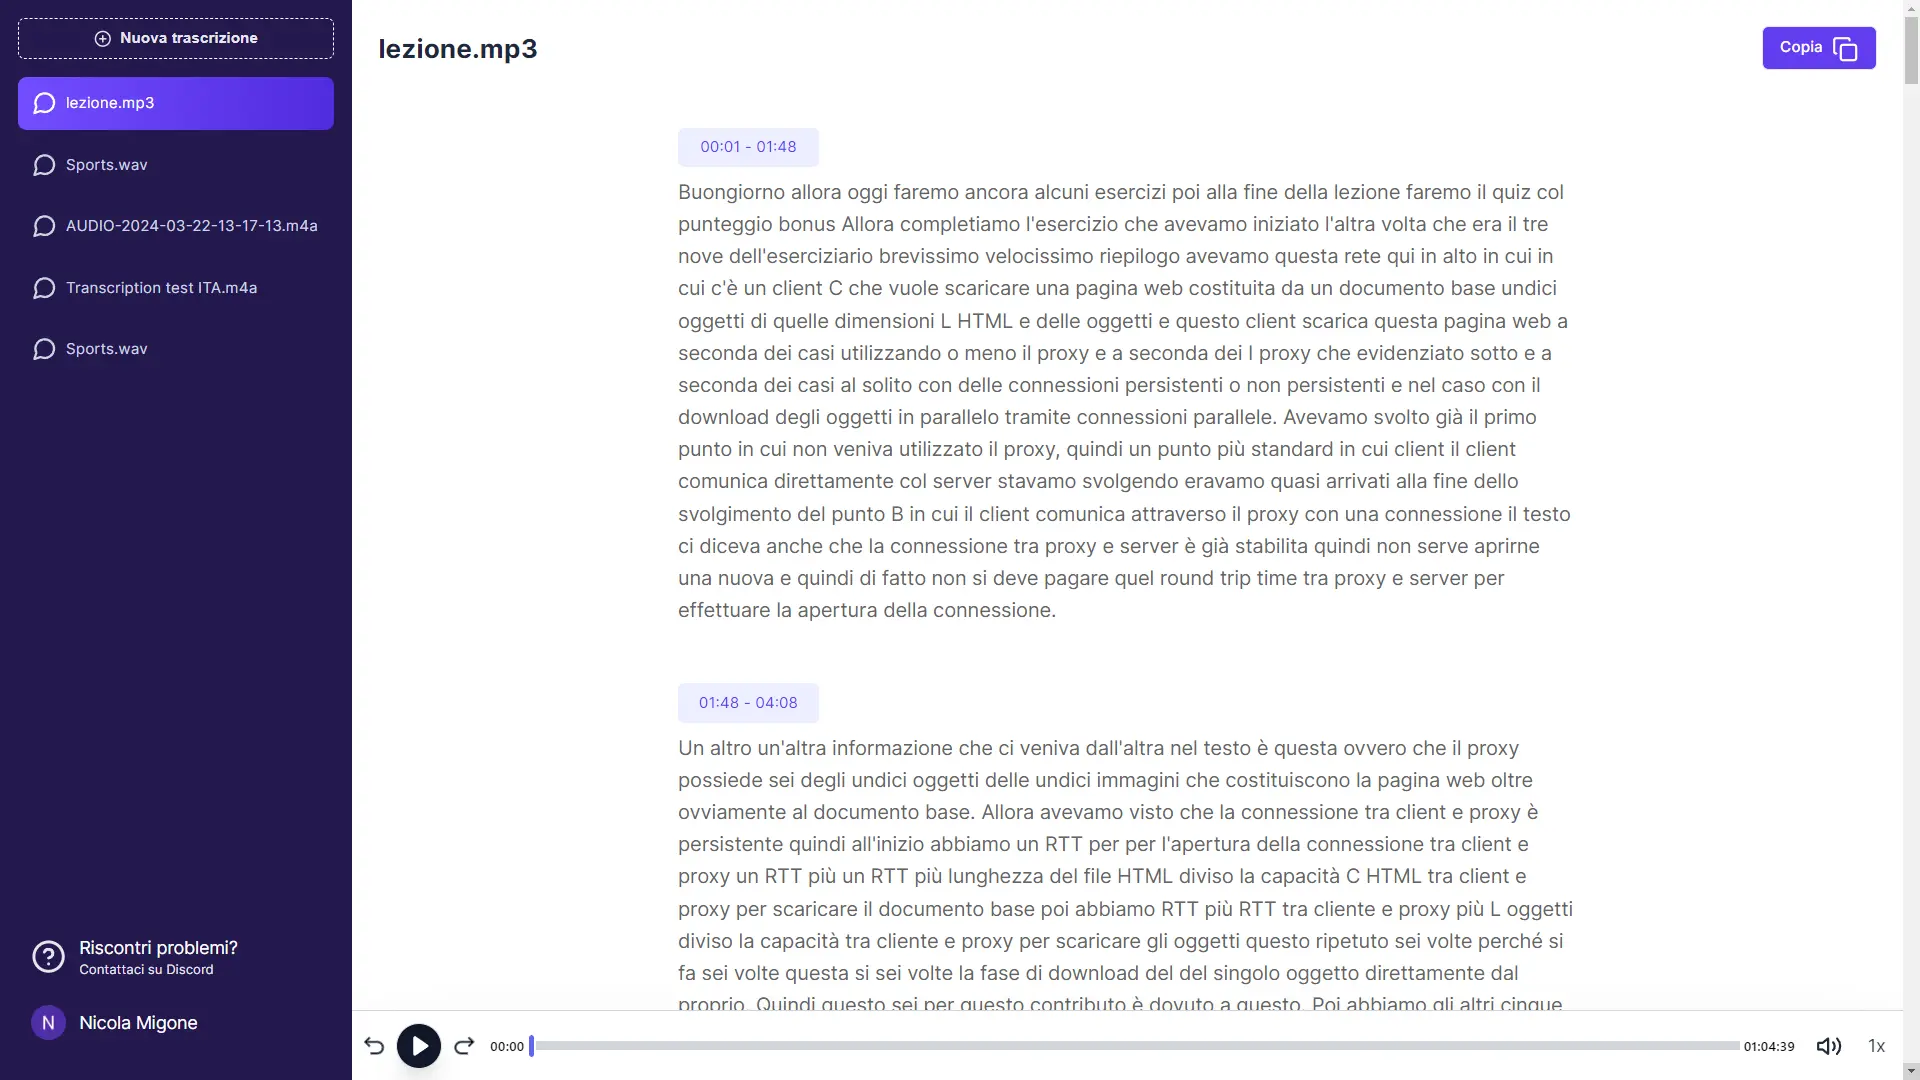 Nuova trascrizione
lezione.mp3
Sports.wav
AUDIO-2024-03-22-13-17-13.m4a
Transcription test ITA.m4a
Sports.wav
Riscontri problemi?
Contattaci su Discord
N
Nicola Migone
lezione.mp3
Copia
00:01 - 01:48
Buongiorno allora oggi faremo ancora alcuni esercizi poi alla fine della lezione faremo il quiz col
punteggio bonus Allora completiamo l'esercizio che avevamo iniziato l'altra volta che era il tre
nove dell'eserciziario brevissimo velocissimo riepilogo avevamo questa rete qui in alto in cui in
cui c'è un client C che vuole scaricare una pagina web costituita da un documento base undici
oggetti di quelle dimensioni L HTML e delle oggetti e questo client scarica questa pagina web a
seconda dei casi utilizzando o meno il proxy e a seconda dei I proxy che evidenziato sotto e a
seconda dei casi al solito con delle connessioni persistenti o non persistenti e nel caso con il
download degli oggetti in parallelo tramite connessioni parallele. Avevamo svolto già il primo
punto in cui non veniva utilizzato il proxy, quindi un punto più standard in cui client il client
comunica direttamente col server stavamo svolgendo eravamo quasi arrivati alla fine dello
svolgimento del punto B in cui il client comunica attraverso il proxy con una connessione il testo
ci diceva anche che la connessione tra proxy e server è già stabilita quindi non serve aprirne
una nuova e quindi di fatto non si deve pagare quel round trip time tra proxy e server per
effettuare la apertura della connessione.
01:48 - 04:08
Un altro un'altra informazione che ci veniva dall'altra nel testo è questa ovvero che il proxy
possiede sei degli undici oggetti delle undici immagini che costituiscono la pagina web oltre
ovviamente al documento base. Allora avevamo visto che la connessione tra client e proxy è
persistente quindi all'inizio abbiamo un RTT per per l'apertura della connessione tra client e
proxy un RTT più un RTT più lunghezza del file HTML diviso la capacità C HTML tra client e
proxy per scaricare il documento base poi abbiamo RTT più RTT tra cliente e proxy più L oggetti
diviso la capacità tra cliente e proxy per scaricare gli oggetti questo ripetuto sei volte perché si
fa sei volte questa si sei volte la fase di download del del singolo oggetto direttamente dal
proprio. Quindi questo sei per questo contributo è dovuto a questo. Poi abbiamo gli altri cinque
00:00
01:04:39
1x